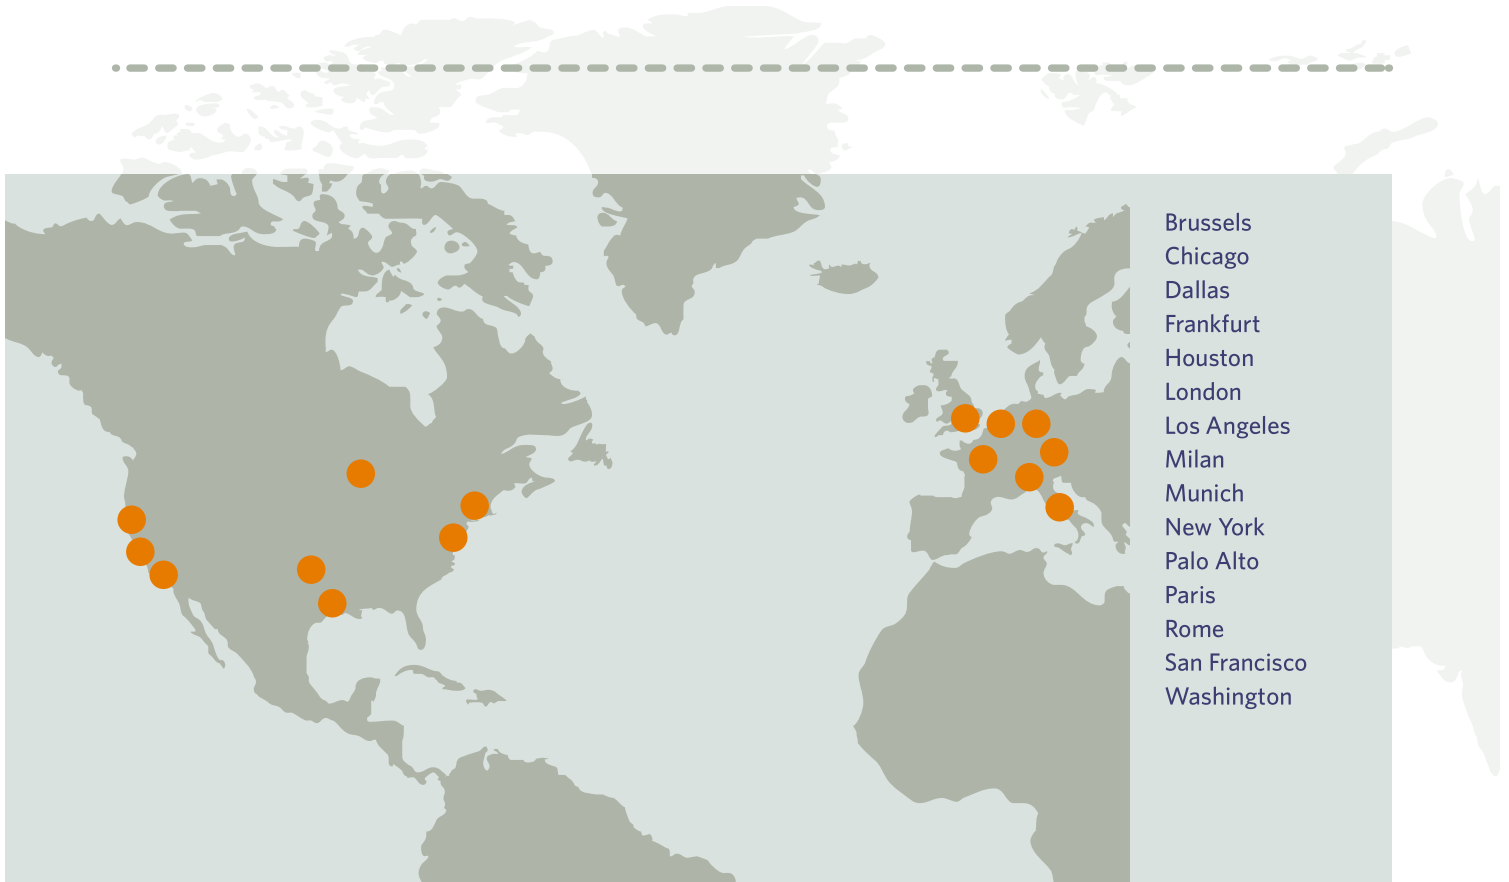 Brussels
Chicago
Dallas
Frankfurt
Houston
London
Los Angeles
Milan
Munich
New York
Palo Alto
Paris
Rome
San Francisco
Washington